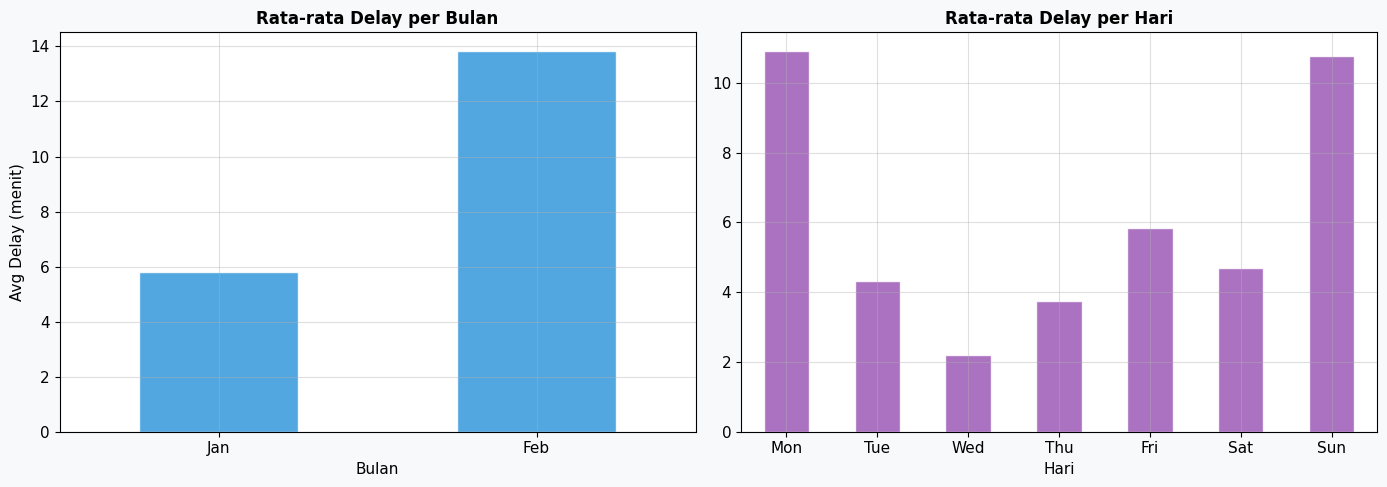 Rata-rata Delay per Bulan
Avg Delay (menit)
14
12
10
8
6
4
2
0
Jan Feb
Bulan
Rata-rata Delay per Hari
10
8
6
4
2
0
Mon Tue Wed Thu Fri Sat Sun
Hari